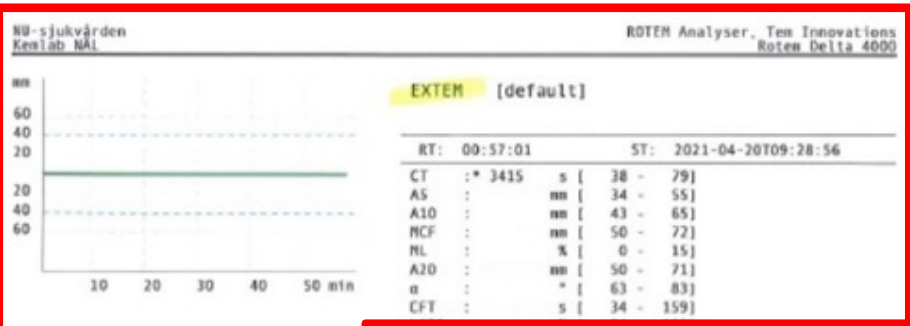 NU-sjukvården
Kemlab NÄL
ROTEM Analyser, Tem Innovations
Rotem Delta 4000
mm
60
40
20
20
40
60
10 20 30 40 50 min
EXTEM [default]
RT: 00:57:01 ST: 2021-04-20T09:28:56
CT :* 3415 s [ 38 - 79]
A5 : mm [ 34 - 55]
A10 : mm [ 43 - 65]
MCF : mm [ 50 - 72]
ML : % [ 0 - 15]
A20 : mm [ 50 - 71]
α : ° [ 63 - 83]
CFT : s [ 34 - 159]